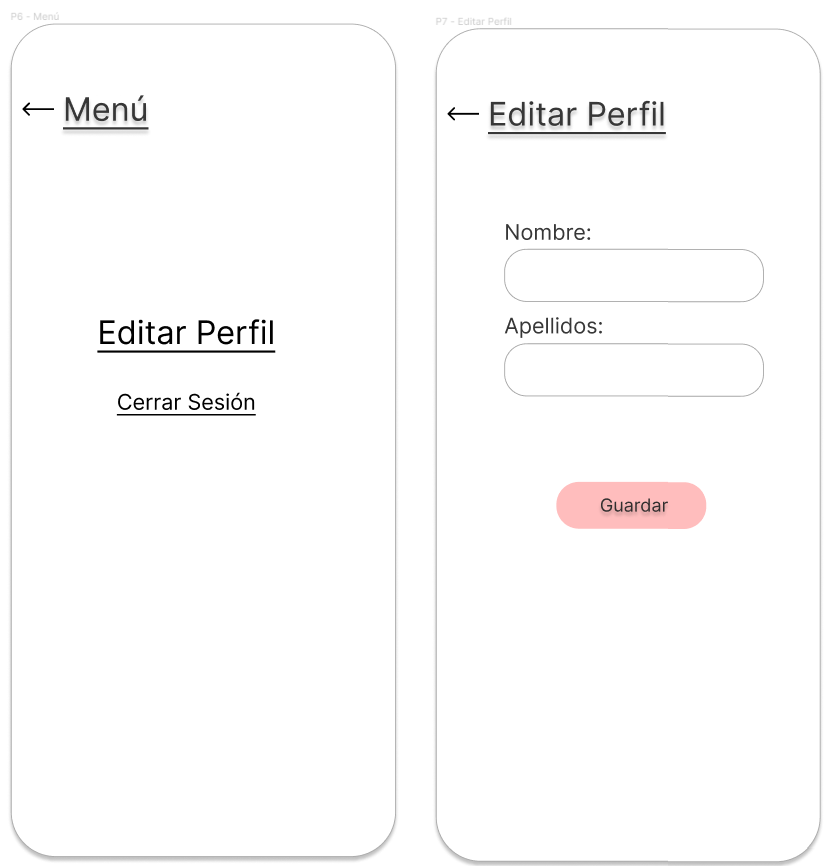 P6 - Menú
Menú
Editar Perfil
Cerrar Sesión
P7 - Editar Perfil
Editar Perfil
Nombre:
Apellidos:
Guardar